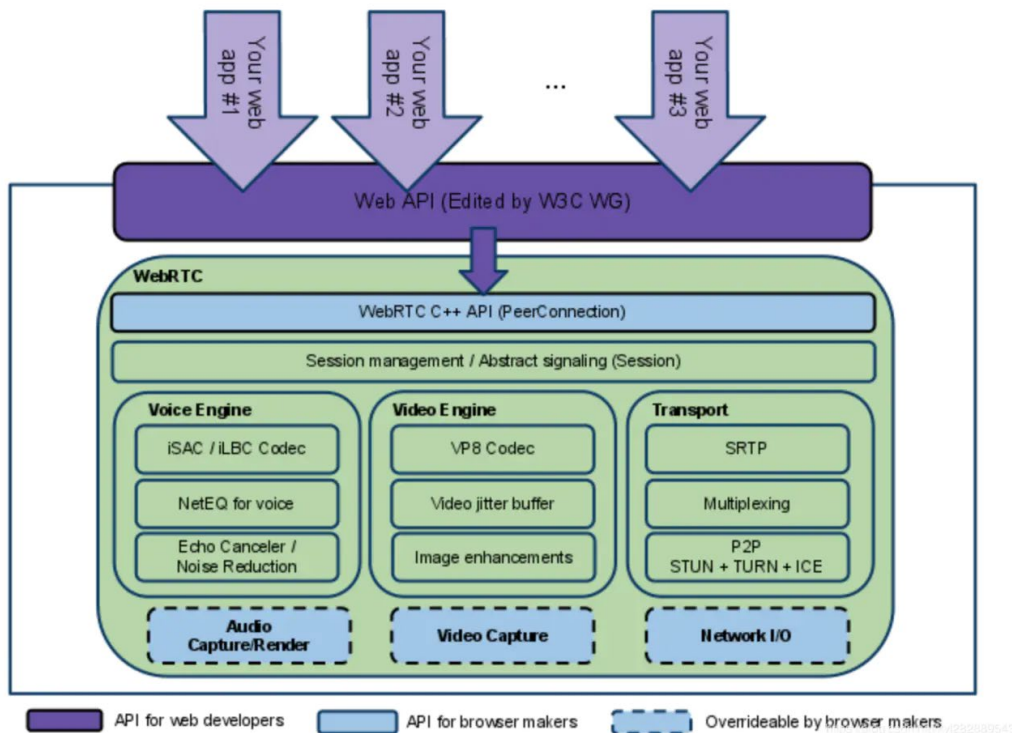 Your web
app #1
Your web
app #2
...
Your web
app #3
Web API (Edited by W3C WG)
WebRTC
WebRTC C++ API (PeerConnection)
Session management / Abstract signaling (Session)
Voice Engine
iSAC / iLBC Codec
NetEQ for voice
Echo Canceler /
Noise Reduction
Video Engine
VP8 Codec
Video jitter buffer
Image enhancements
Transport
SRTP
Multiplexing
P2P
STUN + TURN + ICE
Audio
Capture/Render
Video Capture
Network I/O
API for web developers
API for browser makers
Overrideable by browser makers